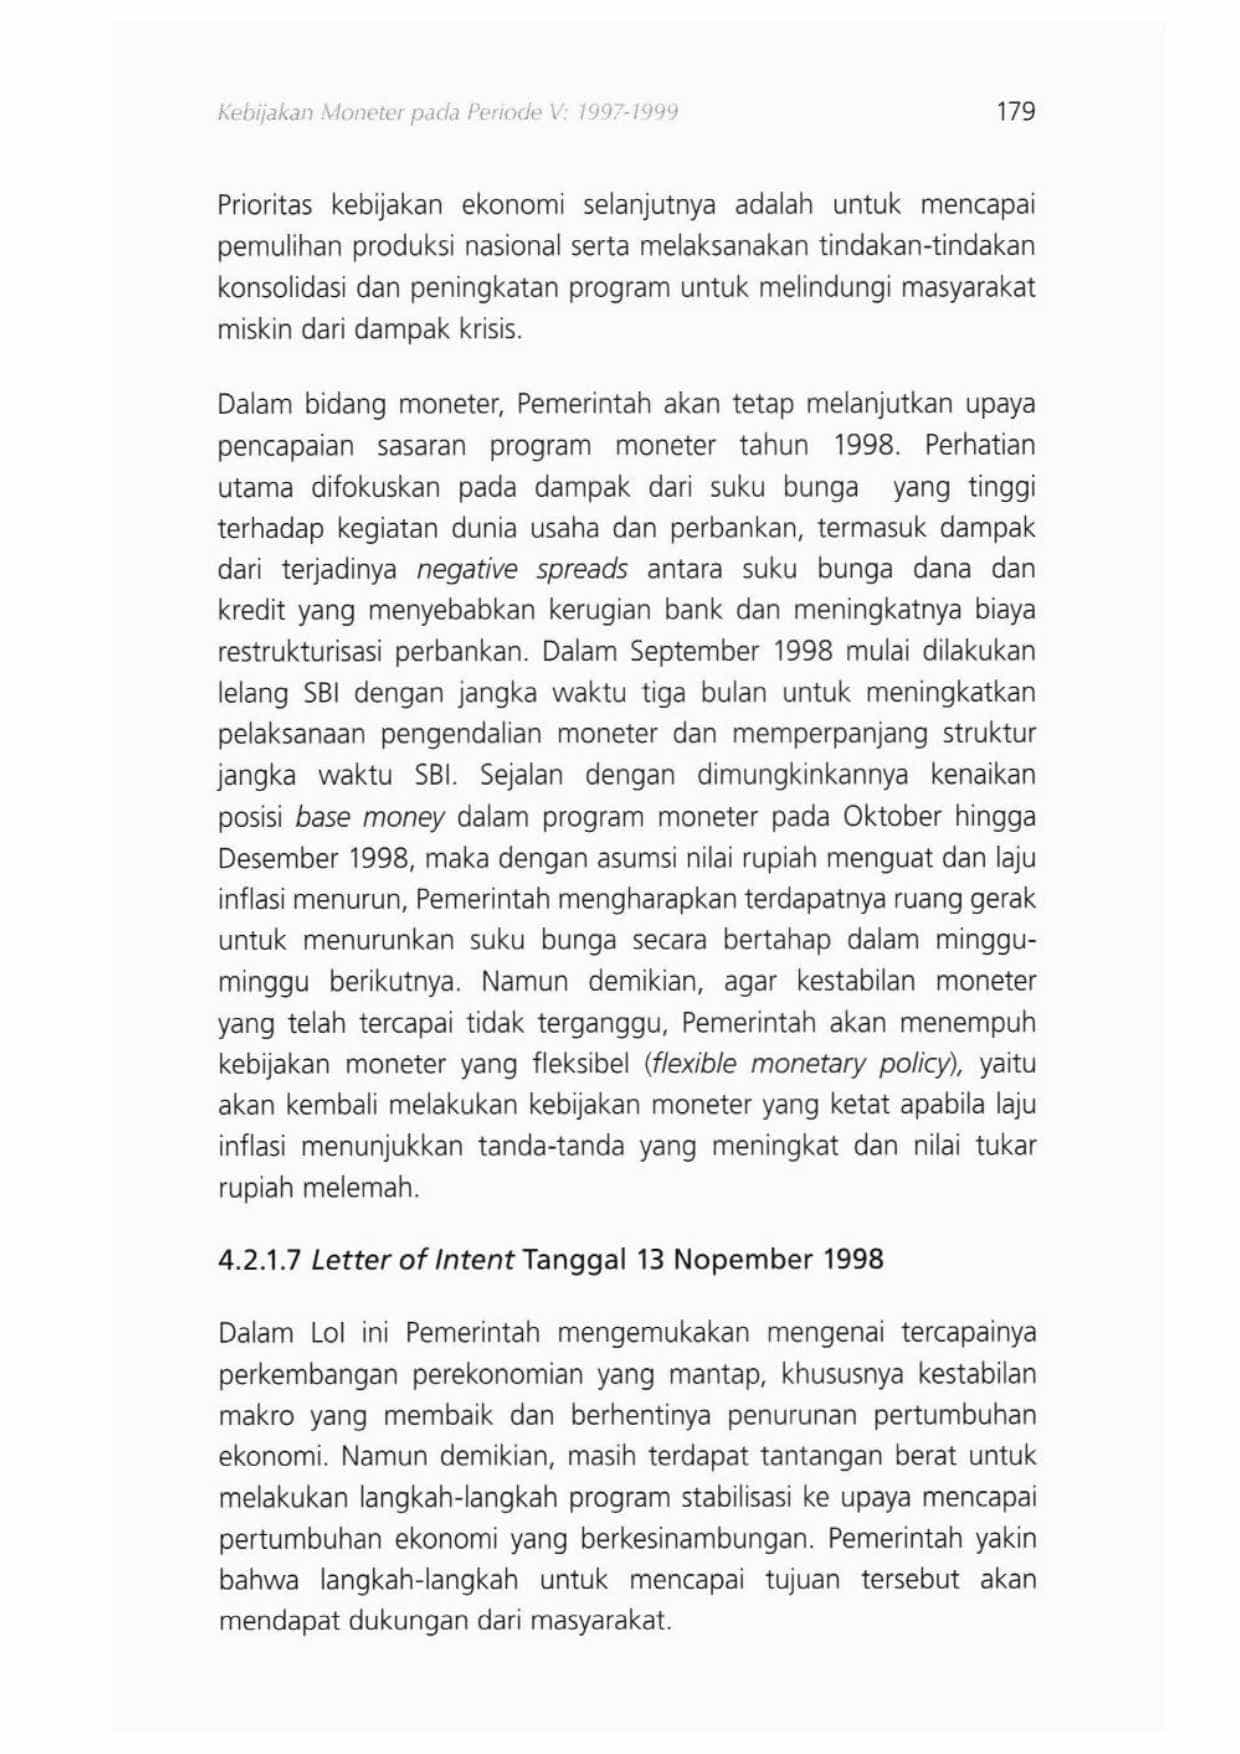 Kebijakan Moneter pada Periode V: 1997-1999 179
Prioritas kebijakan ekonomi selanjutnya adalah untuk mencapai
pemulihan produksi nasional serta melaksanakan tindakan-tindakan
konsolidasi dan peningkatan program untuk melindungi masyarakat
miskin dari dampak krisis.
Dalam bidang moneter, Pemerintah akan tetap melanjutkan upaya
pencapaian sasaran program moneter tahun 1998. Perhatian
utama difokuskan pada dampak dari suku bunga yang tinggi
terhadap kegiatan dunia usaha dan perbankan, termasuk dampak
dari terjadinya negative spreads antara suku bunga dana dan
kredit yang menyebabkan kerugian bank dan meningkatnya biaya
restrukturisasi perbankan. Dalam September 1998 mulai dilakukan
lelang SBI dengan jangka waktu tiga bulan untuk meningkatkan
pelaksanaan pengendalian moneter dan memperpanjang struktur
jangka waktu SBI. Sejalan dengan dimungkinkannya kenaikan
posisi base money dalam program moneter pada Oktober hingga
Desember 1998, maka dengan asumsi nilai rupiah menguat dan laju
inflasi menurun, Pemerintah mengharapkan terdapatnya ruang gerak
untuk menurunkan suku bunga secara bertahap dalam minggu-
minggu berikutnya. Namun demikian, agar kestabilan moneter
yang telah tercapai tidak terganggu, Pemerintah akan menempuh
kebijakan moneter yang fleksibel (flexible monetary policy), yaitu
akan kembali melakukan kebijakan moneter yang ketat apabila laju
inflasi menunjukkan tanda-tanda yang meningkat dan nilai tukar
rupiah melemah.
4.2.1.7 Letter of Intent Tanggal 13 Nopember 1998
Dalam LoI ini Pemerintah mengemukakan mengenai tercapainya
perkembangan perekonomian yang mantap, khususnya kestabilan
makro yang membaik dan berhentinya penurunan pertumbuhan
ekonomi. Namun demikian, masih terdapat tantangan berat untuk
melakukan langkah-langkah program stabilisasi ke upaya mencapai
pertumbuhan ekonomi yang berkesinambungan. Pemerintah yakin
bahwa langkah-langkah untuk mencapai tujuan tersebut akan
mendapat dukungan dari masyarakat.